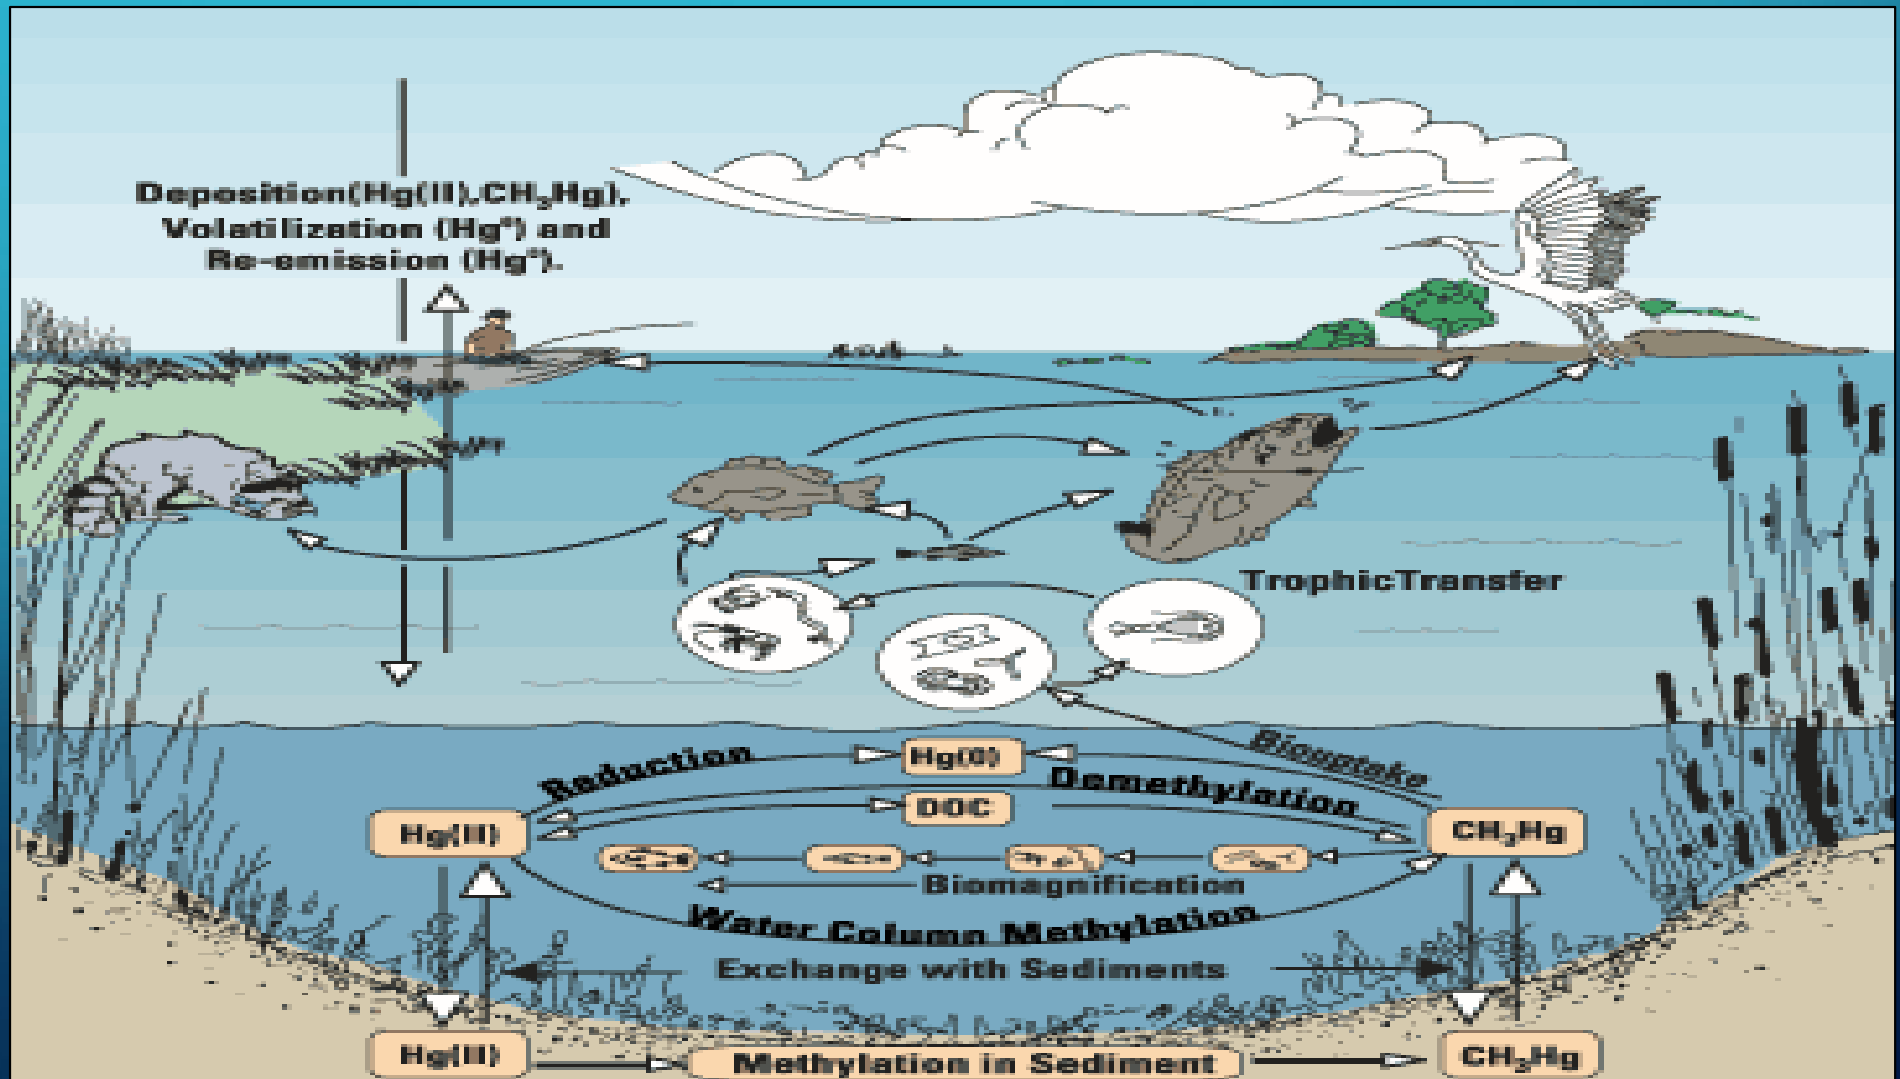 Deposition(Hg(II),CH₃Hg).
Volatilization (Hg°) and
Re-emission (Hg°).
TrophicTransfer
Biouptake
Reduction
Hg(0)
Demethylation
DOC
Hg(II)
CH₃Hg
Biomagnification
Water Column Methylation
Exchange with Sediments
Hg(II)
Methylation in Sediment
CH₃Hg